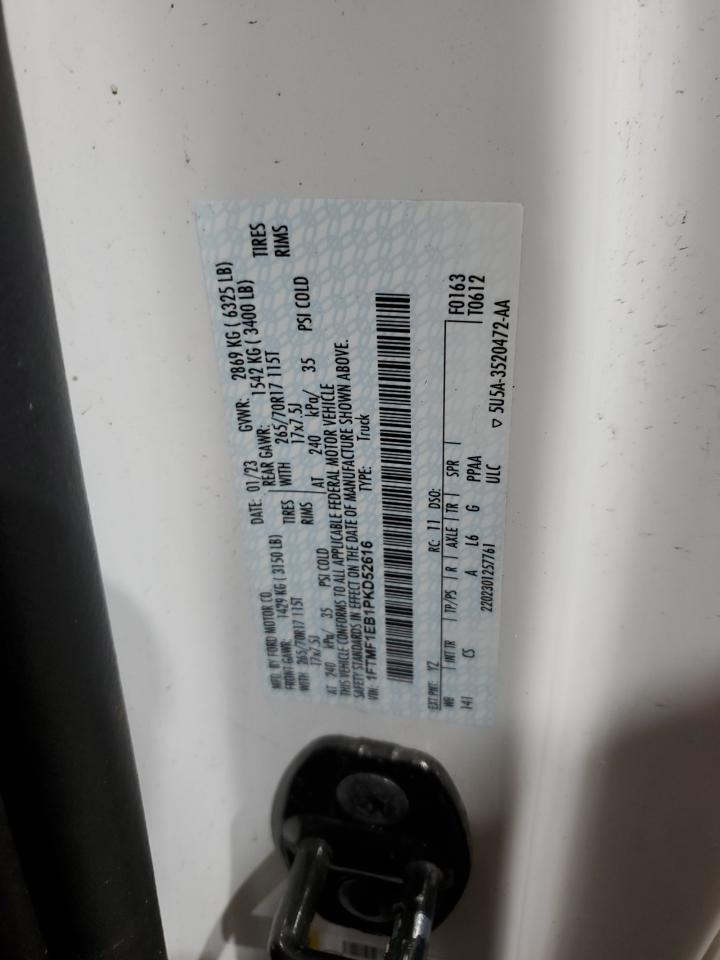 MFD. BY FORD MOTOR CO. DATE: 01/23 GVWR: 2869 KG ( 6325 LB)
FRONT GAWR: 1429 KG ( 3150 LB) REAR GAWR: 1542 KG ( 3400 LB)
WITH 265/70R17 115T TIRES WITH 265/70R17 115T TIRES
17x7.5J RIMS 17x7.5J RIMS
AT 240 kPa/ 35 PSI COLD AT 240 kPa/ 35 PSI COLD
THIS VEHICLE CONFORMS TO ALL APPLICABLE FEDERAL MOTOR VEHICLE
SAFETY STANDARDS IN EFFECT ON THE DATE OF MANUFACTURE SHOWN ABOVE.
VIN: 1FTMF1EB1PKD52616 TYPE: Truck
EXT PNT: YZ RC: 11 DSO: F0163
WB INT TR TP/PS R AXLE TR SPR T0612
141 CS A L6 G PPAA
2202301257761 ULC ▽ 5U5A-3520472-AA